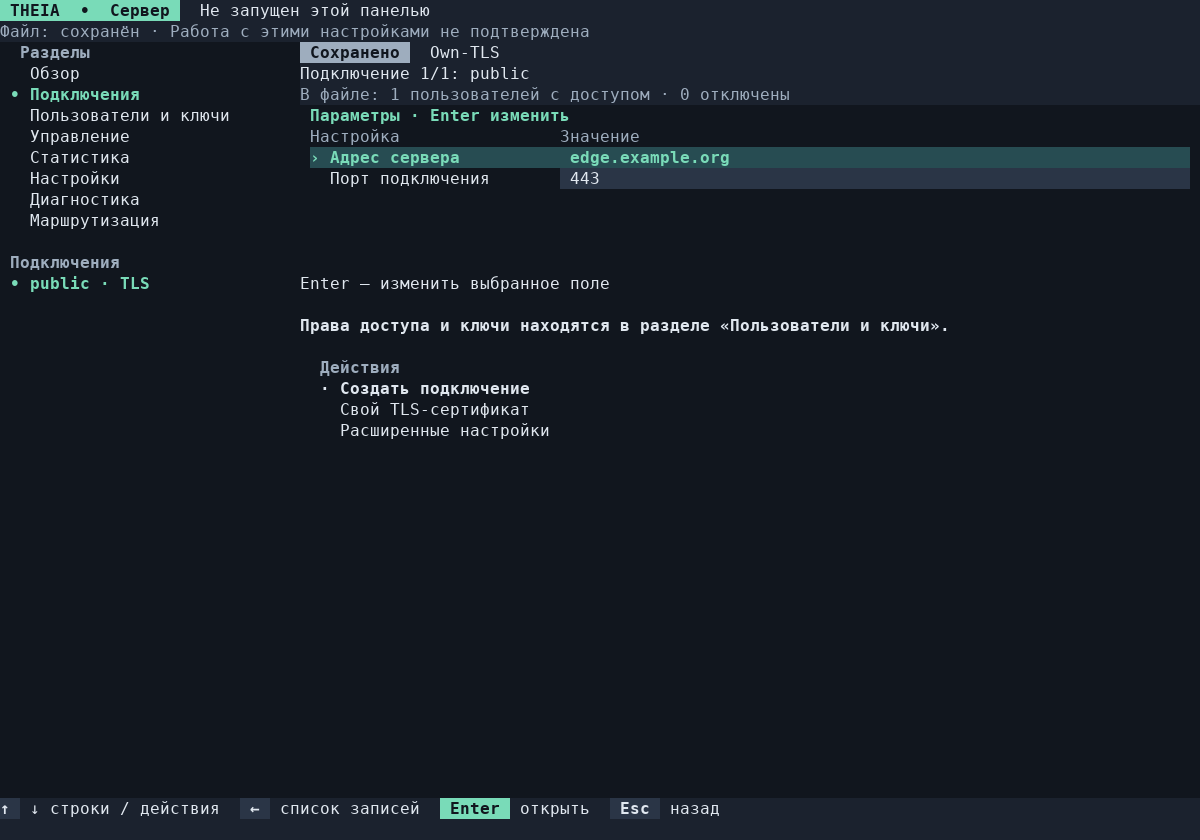 THEIA • Сервер Не запущен этой панелью
Файл: сохранён · Работа с этими настройками не подтверждена
Разделы
Обзор
• Подключения
Пользователи и ключи
Управление
Статистика
Настройки
Диагностика
Маршрутизация
Подключения
• public · TLS
Сохранено Own-TLS
Подключение 1/1: public
В файле: 1 пользователей с доступом · 0 отключены
Параметры · Enter изменить
Настройка Значение
› Адрес сервера edge.example.org
Порт подключения 443
Enter — изменить выбранное поле
Права доступа и ключи находятся в разделе «Пользователи и ключи».
Действия
· Создать подключение
Свой TLS-сертификат
Расширенные настройки
↑ ↓ строки / действия ← список записей Enter открыть Esc назад